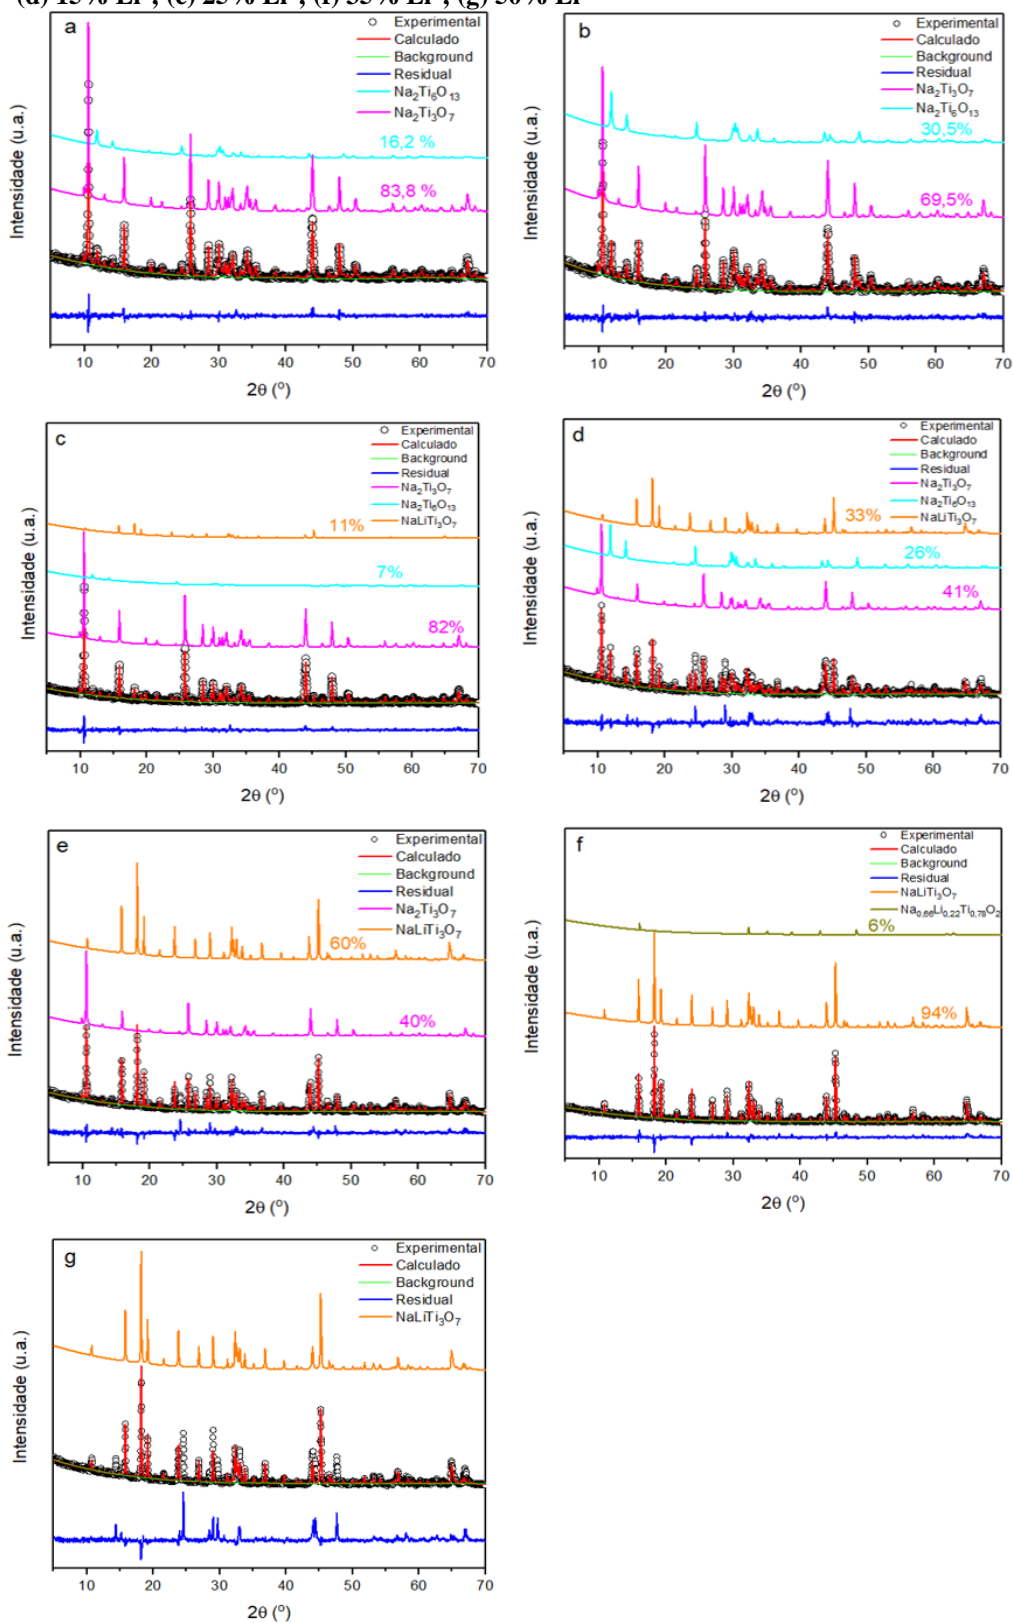 (d) 15% Li⁺; (e) 25% Li⁺; (f) 35% Li⁺; (g) 50% Li⁺
a
Experimental
Calculado
Background
Residual
Na₂Ti₆O₁₃
Na₂Ti₃O₇
16,2 %
83,8 %
Intensidade (u.a.)
10 20 30 40 50 60 70
2θ (°)
b
Experimental
Calculado
Background
Residual
Na₂Ti₃O₇
Na₂Ti₆O₁₃
30,5%
69,5%
Intensidade (u.a.)
10 20 30 40 50 60 70
2θ (°)
c
Experimental
Calculado
Background
Residual
Na₂Ti₃O₇
Na₂Ti₆O₁₃
NaLiTi₃O₇
11%
7%
82%
Intensidade (u.a.)
10 20 30 40 50 60 70
2θ (°)
d
Experimental
Calculado
Background
Residual
Na₂Ti₃O₇
Na₂Ti₆O₁₃
NaLiTi₃O₇
33%
26%
41%
Intensidade (u.a.)
10 20 30 40 50 60 70
2θ (°)
e
Experimental
Calculado
Background
Residual
Na₂Ti₃O₇
NaLiTi₃O₇
60%
40%
Intensidade (u.a.)
10 20 30 40 50 60 70
2θ (°)
f
Experimental
Calculado
Background
Residual
NaLiTi₃O₇
Na₀,₆₆Li₀,₂₂Ti₀,₇₈O₂
6%
94%
Intensidade (u.a.)
10 20 30 40 50 60 70
2θ (°)
g
Experimental
Calculado
Background
Residual
NaLiTi₃O₇
Intensidade (u.a.)
10 20 30 40 50 60 70
2θ (°)